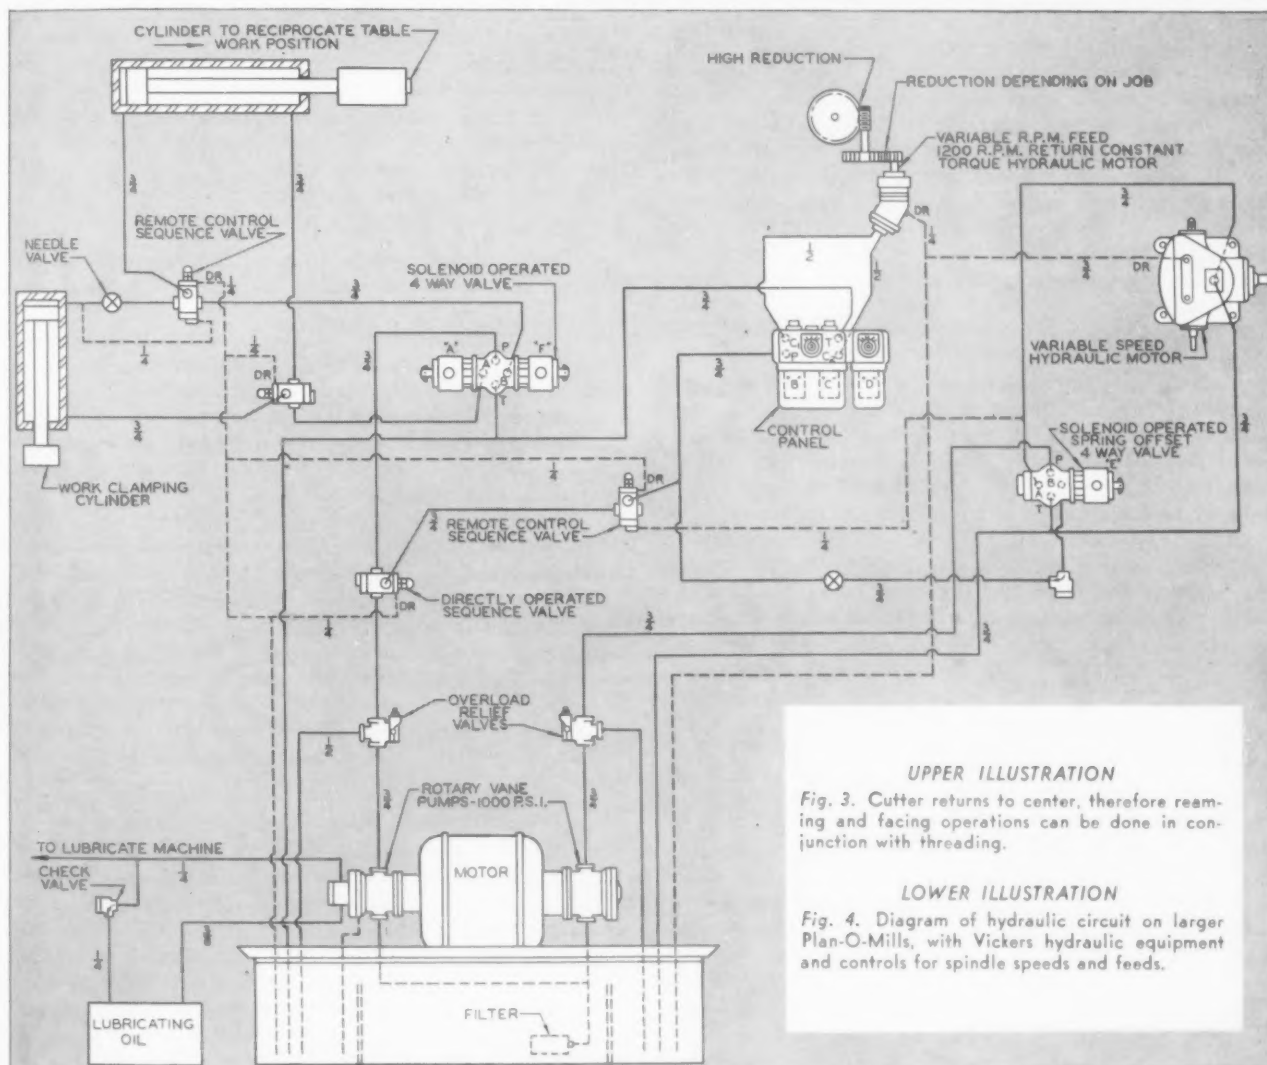 CYLINDER TO RECIPROCATE TABLE
WORK POSITION
HIGH REDUCTION
REDUCTION DEPENDING ON JOB
VARIABLE R.P.M. FEED
1200 R.P.M. RETURN CONSTANT
TORQUE HYDRAULIC MOTOR
DR
REMOTE CONTROL
SEQUENCE VALVE
NEEDLE
VALVE
DR
SOLENOID OPERATED
4 WAY VALVE
"A"
P
"F"
B
T
DR
DR
VARIABLE SPEED
HYDRAULIC MOTOR
C
T
P
C
B
C
D
CONTROL
PANEL
SOLENOID OPERATED
SPRING OFFSET
4 WAY VALVE
P
"E"
A
B
T
WORK CLAMPING
CYLINDER
DR
REMOTE CONTROL
SEQUENCE VALVE
DIRECTLY OPERATED
SEQUENCE VALVE
DR
OVERLOAD
RELIEF
VALVES
ROTARY VANE
PUMPS-1000 P.S.I.
MOTOR
TO LUBRICATE MACHINE
CHECK
VALVE
LUBRICATING
OIL
FILTER
UPPER ILLUSTRATION
Fig. 3. Cutter returns to center, therefore ream-
ing and facing operations can be done in con-
junction with threading.
LOWER ILLUSTRATION
Fig. 4. Diagram of hydraulic circuit on larger
Plan-O-Mills, with Vickers hydraulic equipment
and controls for spindle speeds and feeds.